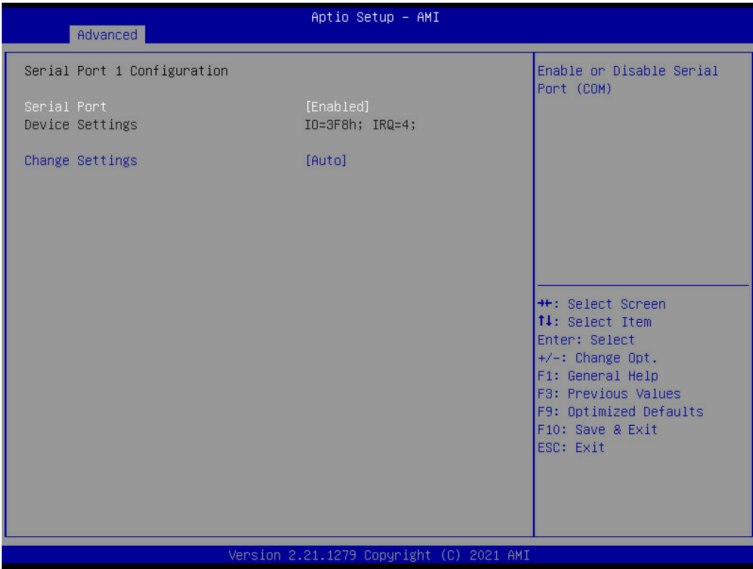 Aptio Setup – AMI
Advanced
Serial Port 1 Configuration
Serial Port [Enabled]
Device Settings IO=3F8h; IRQ=4;
Change Settings [Auto]
Enable or Disable Serial
Port (COM)
→←: Select Screen
↑↓: Select Item
Enter: Select
+/-: Change Opt.
F1: General Help
F3: Previous Values
F9: Optimized Defaults
F10: Save & Exit
ESC: Exit
Version 2.21.1279 Copyright (C) 2021 AMI